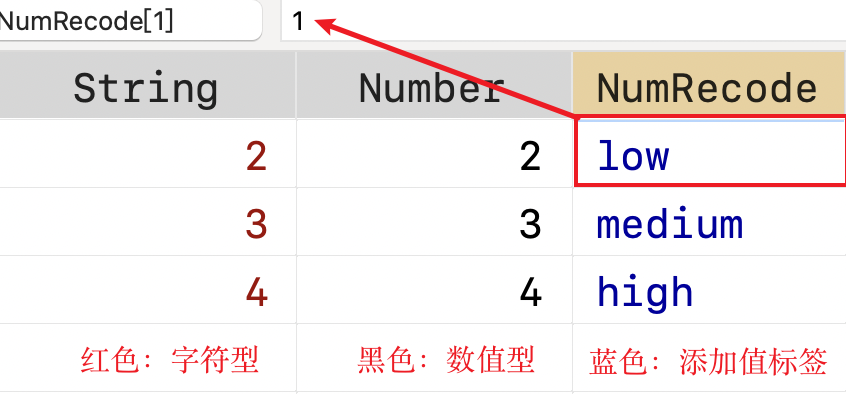 NumRecode[1] 1
String Number NumRecode
2 2 low
3 3 medium
4 4 high
红色：字符型 黑色：数值型 蓝色：添加值标签